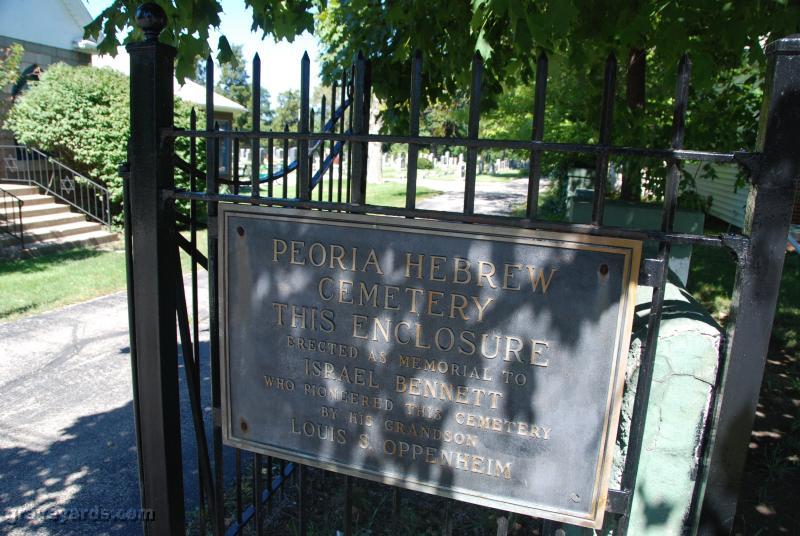 PEORIA HEBREW
CEMETERY
THIS ENCLOSURE
ERECTED AS MEMORIAL TO
ISRAEL BENNETT
WHO PIONEERED THIS CEMETERY
BY HIS GRANDSON
LOUIS S. OPPENHEIM
graveyards.com